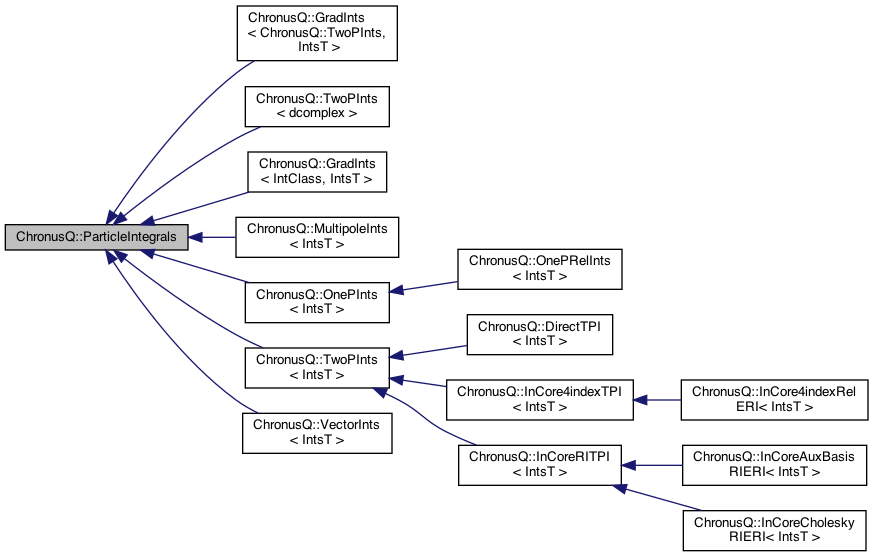 ChronusQ::GradInts
< ChronusQ::TwoPInts,
IntsT >
ChronusQ::TwoPInts
< dcomplex >
ChronusQ::GradInts
< IntClass, IntsT >
ChronusQ::ParticleIntegrals
ChronusQ::MultipoleInts
< IntsT >
ChronusQ::OnePInts
< IntsT >
ChronusQ::OnePRelInts
< IntsT >
ChronusQ::TwoPInts
< IntsT >
ChronusQ::DirectTPI
< IntsT >
ChronusQ::InCore4indexTPI
< IntsT >
ChronusQ::InCore4indexRel
ERI< IntsT >
ChronusQ::VectorInts
< IntsT >
ChronusQ::InCoreRITPI
< IntsT >
ChronusQ::InCoreAuxBasis
RIERI< IntsT >
ChronusQ::InCoreCholesky
RIERI< IntsT >